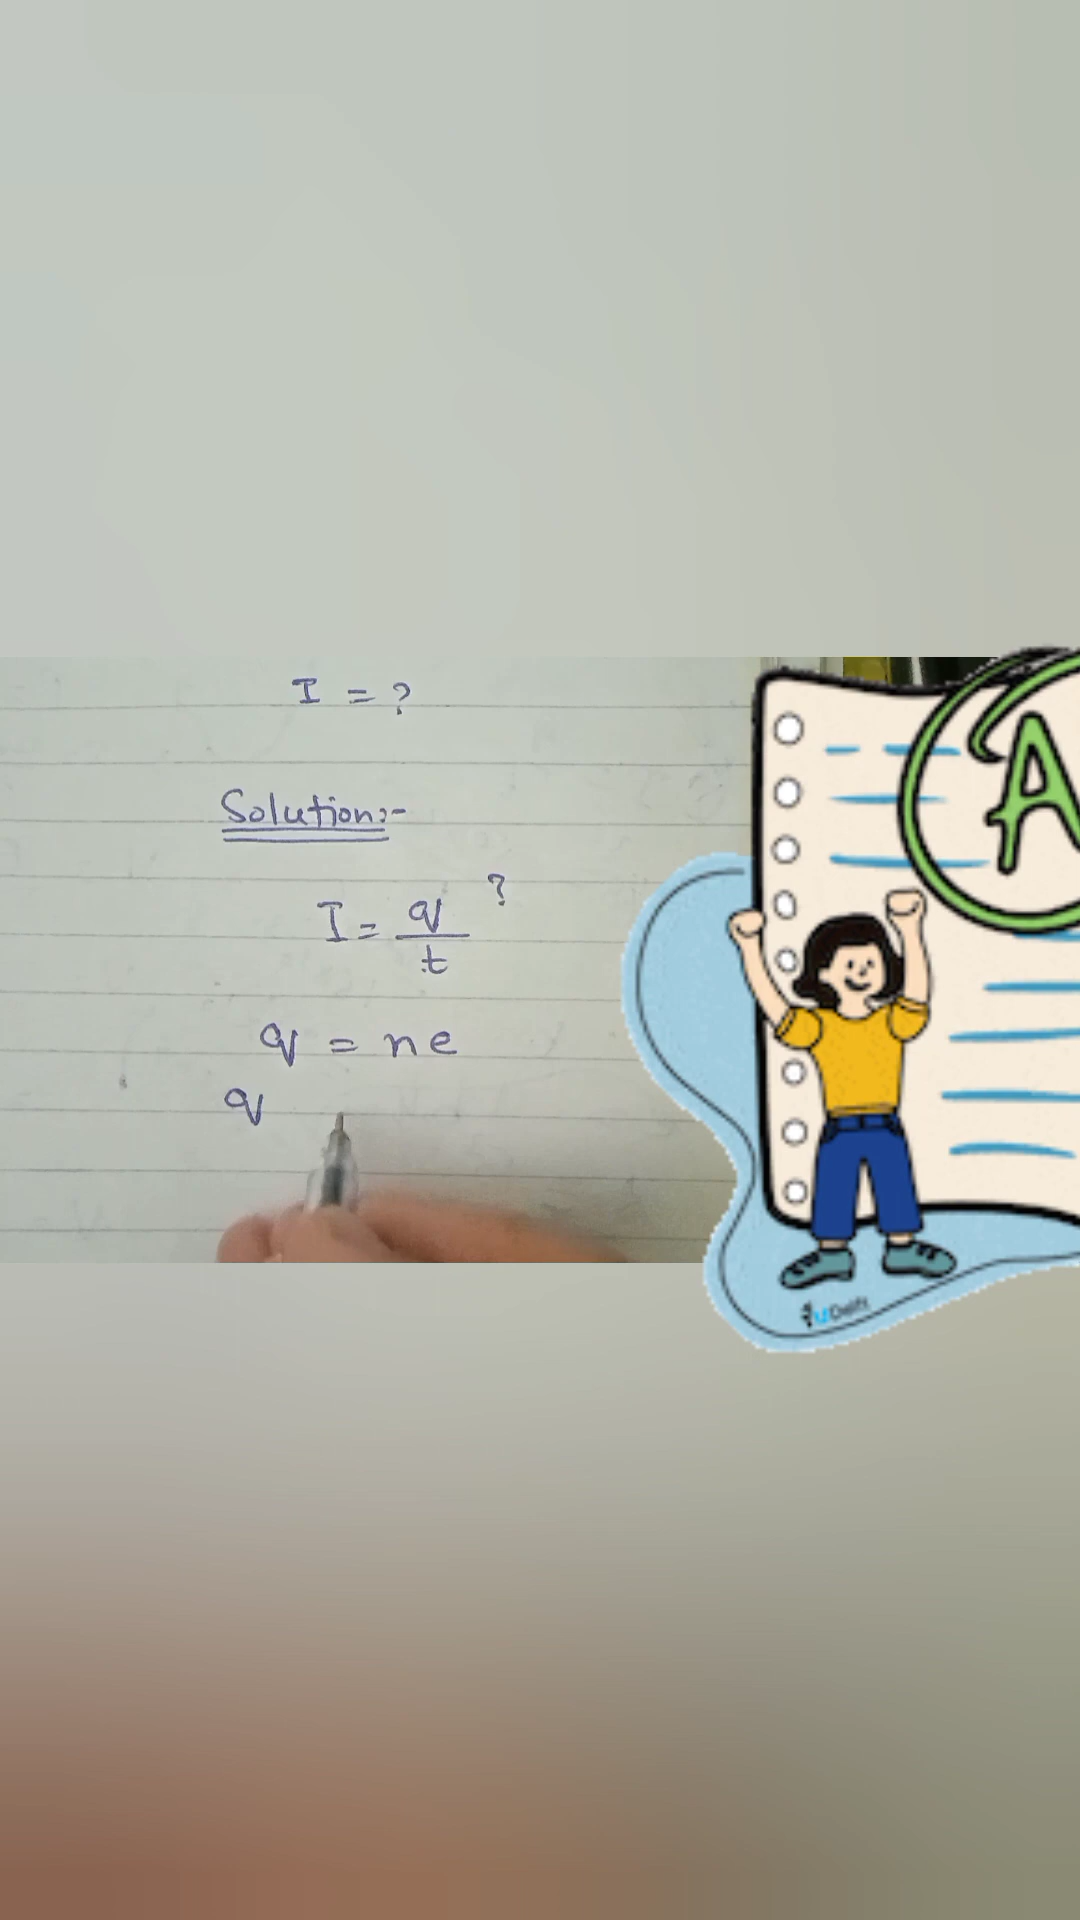 I = ?
Solution:-
I = q/t ?
q = ne
q
A